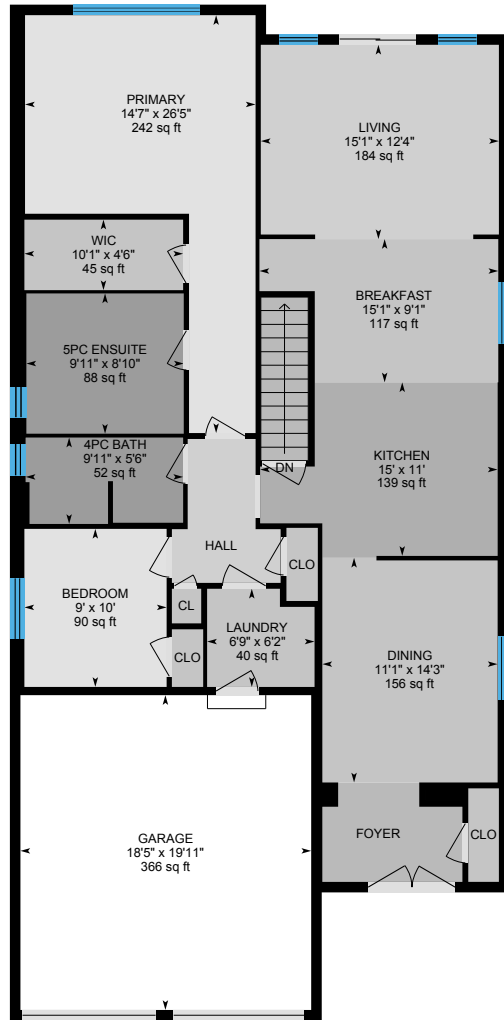 PRIMARY
14'7" x 26'5"
242 sq ft
LIVING
15'1" x 12'4"
184 sq ft
WIC
10'1" x 4'6"
45 sq ft
BREAKFAST
15'1" x 9'1"
117 sq ft
5PC ENSUITE
9'11" x 8'10"
88 sq ft
4PC BATH
9'11" x 5'6"
52 sq ft
DN
KITCHEN
15' x 11'
139 sq ft
HALL
CLO
BEDROOM
9' x 10'
90 sq ft
CL
LAUNDRY
6'9" x 6'2"
40 sq ft
CLO
DINING
11'1" x 14'3"
156 sq ft
GARAGE
18'5" x 19'11"
366 sq ft
FOYER
CLO